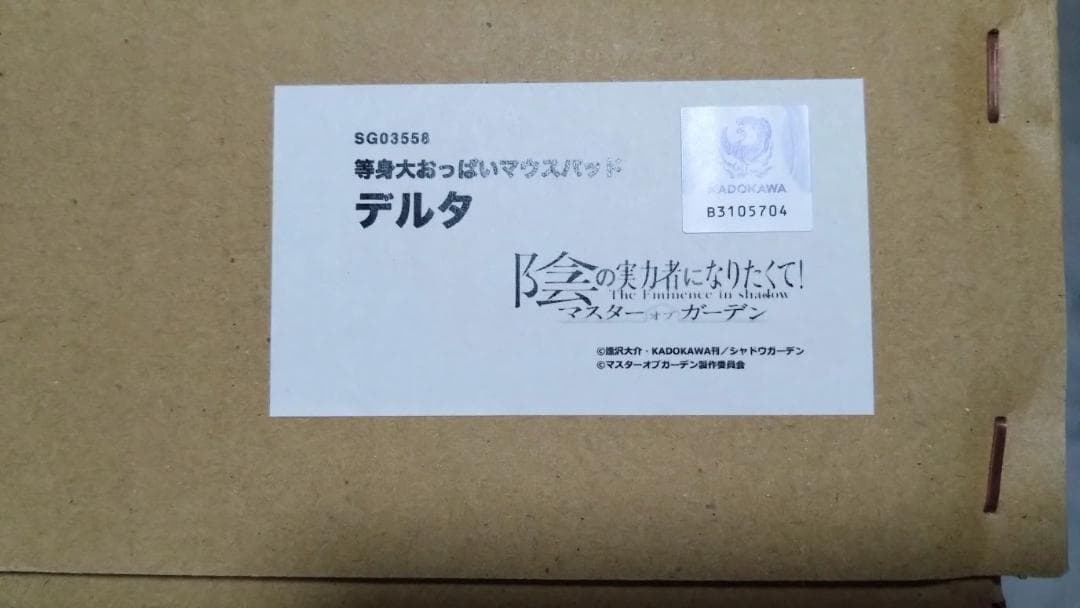 SG03558
等身大おっぱいマウスパッド
デルタ
KADOKAWA
B3105704
陰の実力者になりたくて!
The Eminence in shadow
マスターオブガーデン
©逢沢大介・KADOKAWA刊／シャドウガーデン
©マスターオブガーデン製作委員会